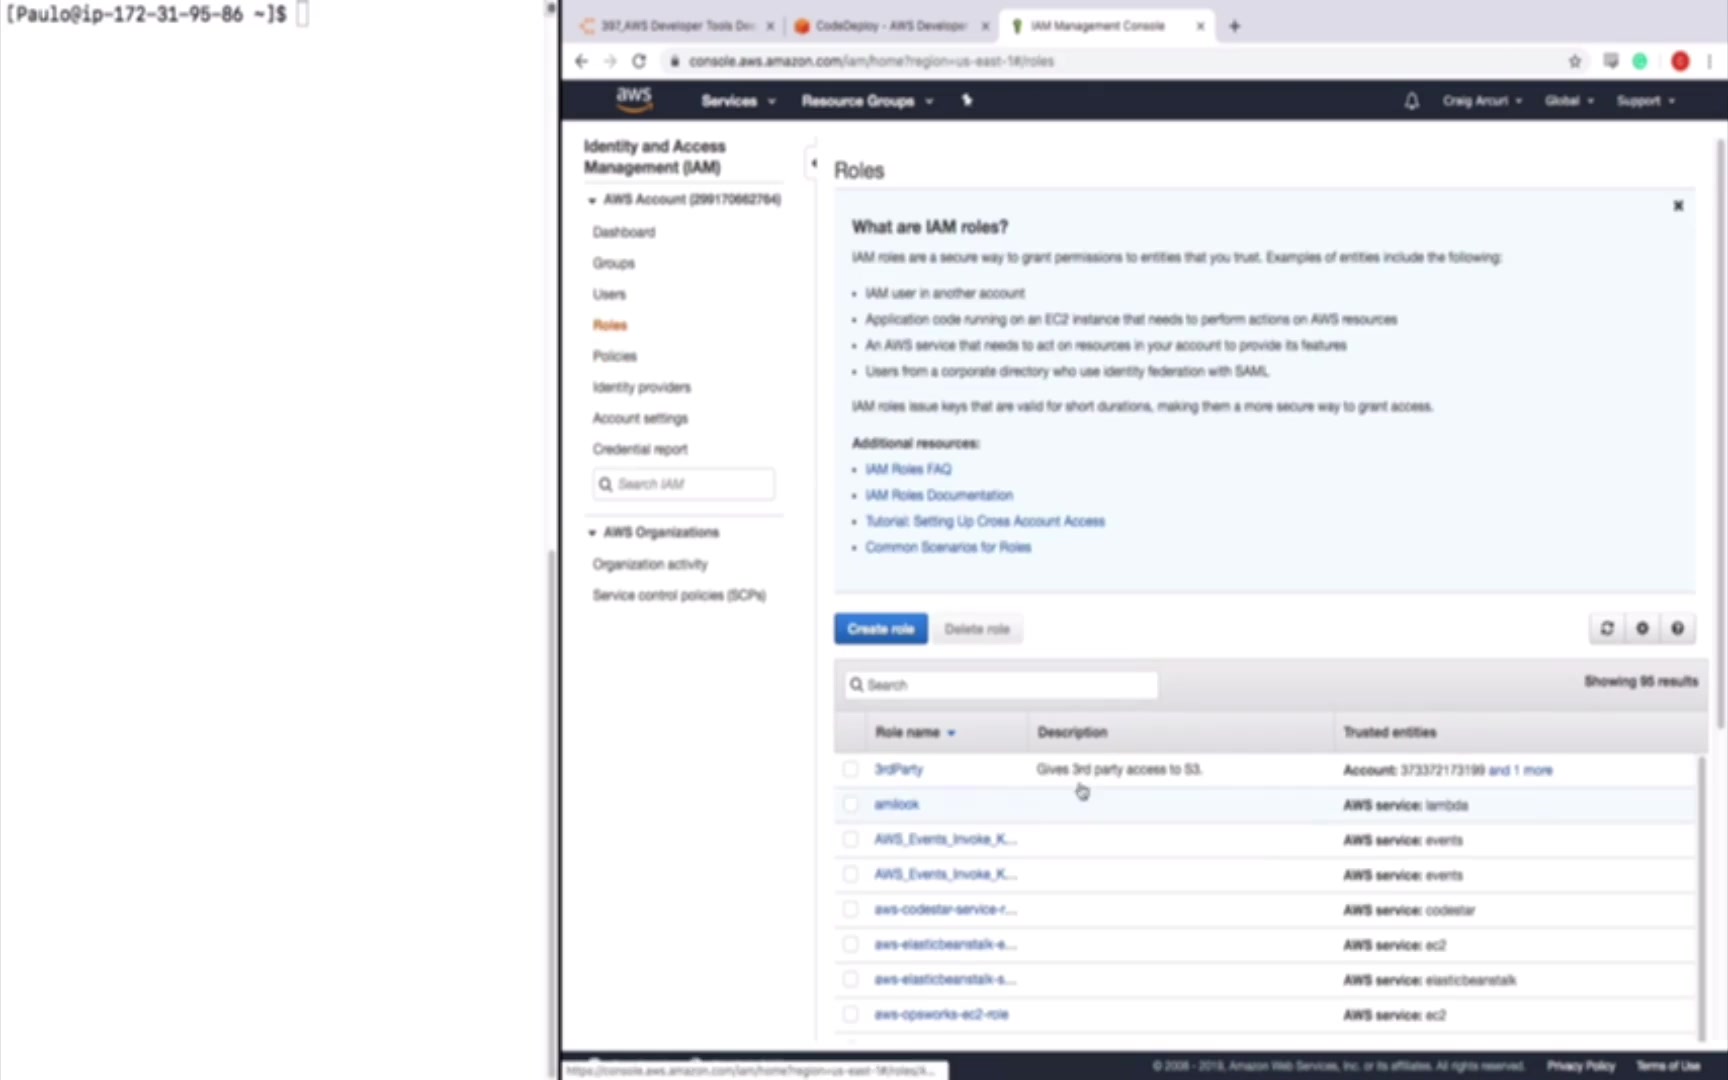 [Paulo@ip-172-31-95-86 ~]$
397_AWS Developer Tools Dec
CodeDeploy - AWS Developer
IAM Management Console
console.aws.amazon.com/iam/home?region=us-east-1#/roles
aws
Services
Resource Groups
Craig Arcuri
Global
Support
Identity and Access
Management (IAM)
AWS Account (299170662764)
Dashboard
Groups
Users
Roles
Policies
Identity providers
Account settings
Credential report
Search IAM
AWS Organizations
Organization activity
Service control policies (SCPs)
Roles
What are IAM roles?
IAM roles are a secure way to grant permissions to entities that you trust. Examples of entities include the following:
IAM user in another account
Application code running on an EC2 instance that needs to perform actions on AWS resources
An AWS service that needs to act on resources in your account to provide its features
Users from a corporate directory who use identity federation with SAML
IAM roles issue keys that are valid for short durations, making them a more secure way to grant access.
Additional resources:
IAM Roles FAQ
IAM Roles Documentation
Tutorial: Setting Up Cross Account Access
Common Scenarios for Roles
Create role
Delete role
Search
Showing 95 results
Role name
Description
Trusted entities
3rdParty
Gives 3rd party access to S3.
Account: 373372173199 and 1 more
amilook
AWS service: lambda
AWS_Events_Invoke_K...
AWS service: events
AWS_Events_Invoke_K...
AWS service: events
aws-codestar-service-r...
AWS service: codestar
aws-elasticbeanstalk-e...
AWS service: ec2
aws-elasticbeanstalk-s...
AWS service: elasticbeanstalk
aws-opsworks-ec2-role
AWS service: ec2
https://console.aws.amazon.com/iam/home?region=us-east-1#/roles/A...
© 2008 - 2019, Amazon Web Services, Inc. or its affiliates. All rights reserved.
Privacy Policy
Terms of Use